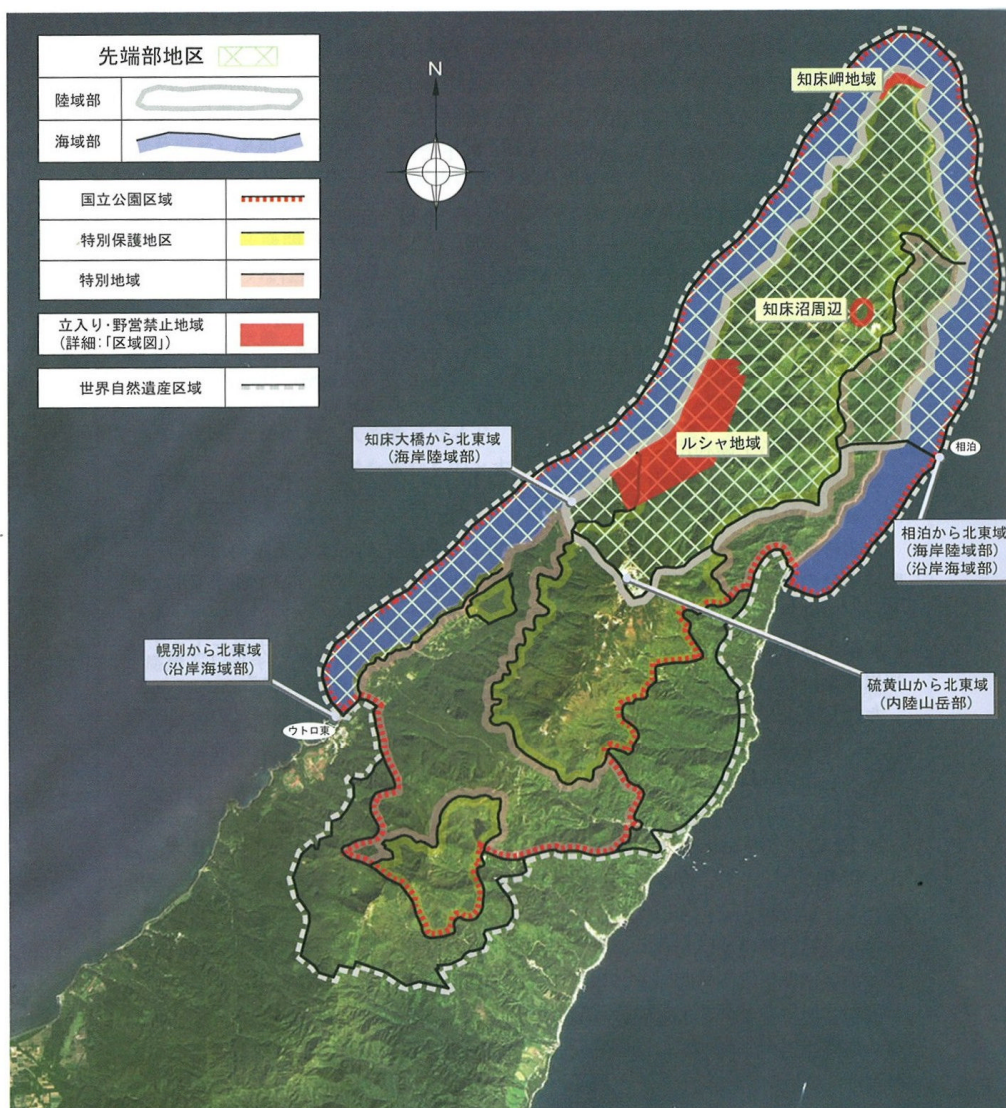 先端部地区
陸域部
海域部
国立公園区域
特別保護地区
特別地域
立入り・野営禁止地域
(詳細:「区域図」)
世界自然遺産区域
N
知床岬地域
知床沼周辺
ルシャ地域
知床大橋から北東域
(海岸陸域部)
相泊
相泊から北東域
(海岸陸域部)
(沿岸海域部)
幌別から北東域
(沿岸海域部)
ウトロ東
硫黄山から北東域
(内陸山岳部)